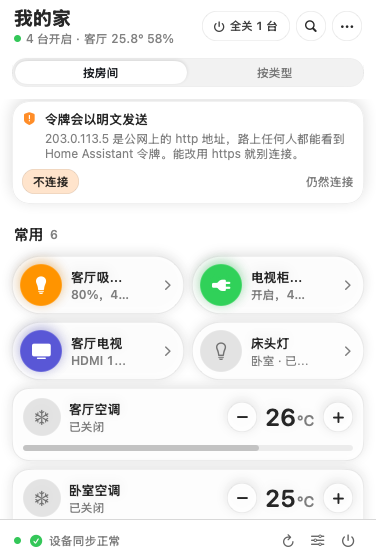 我的家
4 台开启 · 客厅 25.8° 58%
全关 1 台
按房间
按类型
令牌会以明文发送
203.0.113.5 是公网上的 http 地址，路上任何人都能看到
Home Assistant 令牌。能改用 https 就别连接。
不连接
仍然连接
常用 6
客厅吸...
80%，4...
电视柜...
开启，4...
客厅电视
HDMI 1...
床头灯
卧室 · 已...
客厅空调
已关闭
26°C
卧室空调
已关闭
25°C
设备同步正常